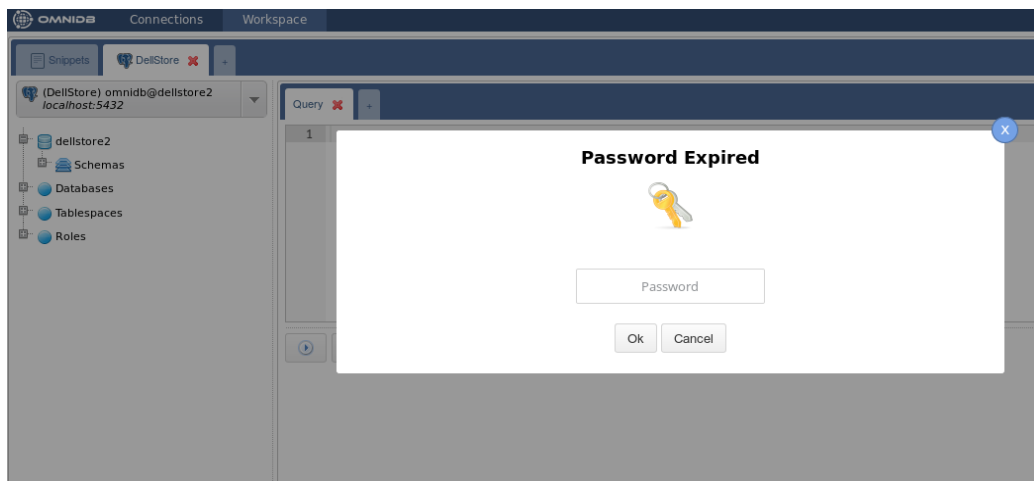 OMNIDB Connections Workspace
Snippets DellStore +
(DellStore) omnidb@dellstore2
localhost:5432
Query +
1
dellstore2
Schemas
Databases
Tablespaces
Roles
X
Password Expired
Password
Ok Cancel